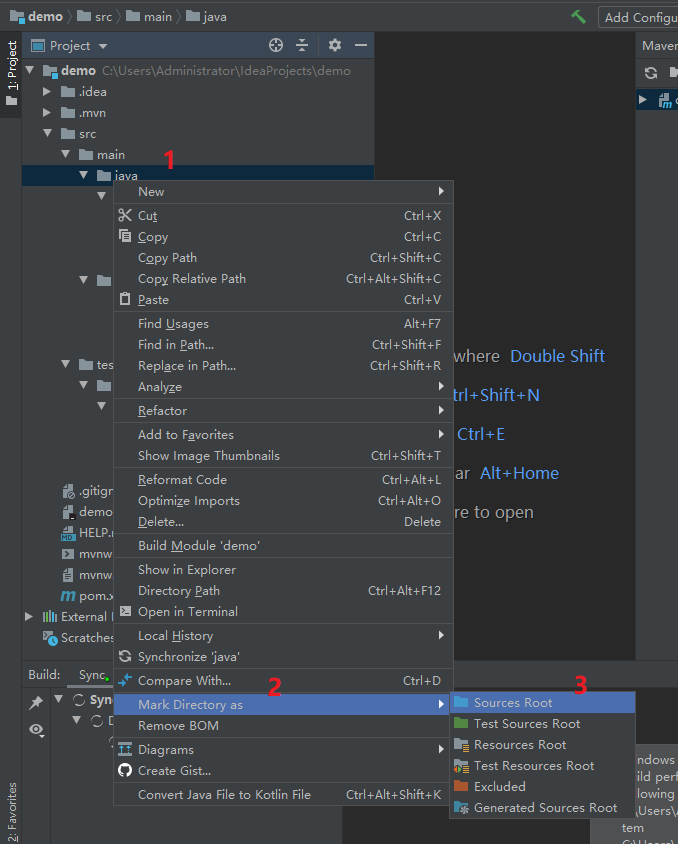 demo src main java
Add Configu
1: Project
Project
Maven
demo C:\Users\Administrator\IdeaProjects\demo
.idea
.mvn
src
main
1
java
New
Cut Ctrl+X
Copy Ctrl+C
Copy Path Ctrl+Shift+C
Copy Relative Path Ctrl+Alt+Shift+C
Paste Ctrl+V
Find Usages Alt+F7
Find in Path... Ctrl+Shift+F
where Double Shift
tes
Replace in Path... Ctrl+Shift+R
Analyze
trl+Shift+N
Refactor
Add to Favorites
Ctrl+E
Show Image Thumbnails Ctrl+Shift+T
ar Alt+Home
Reformat Code Ctrl+Alt+L
.gitign
Optimize Imports Ctrl+Alt+O
demo
Delete... Delete
re to open
HELP.
Build Module 'demo'
mvnw
Show in Explorer
mvnw.
Directory Path Ctrl+Alt+F12
pom.x
Open in Terminal
External
Local History
Scratches
Synchronize 'java'
Build: Sync
Compare With... Ctrl+D
2
3
Syn
Mark Directory as
Sources Root
Remove BOM
Test Sources Root
Diagrams
Resources Root
Create Gist...
Test Resources Root
Convert Java File to Kotlin File Ctrl+Alt+Shift+K
Excluded
Generated Sources Root
ndows
ild perf
llowing
\Users\A
tem
2: Favorites